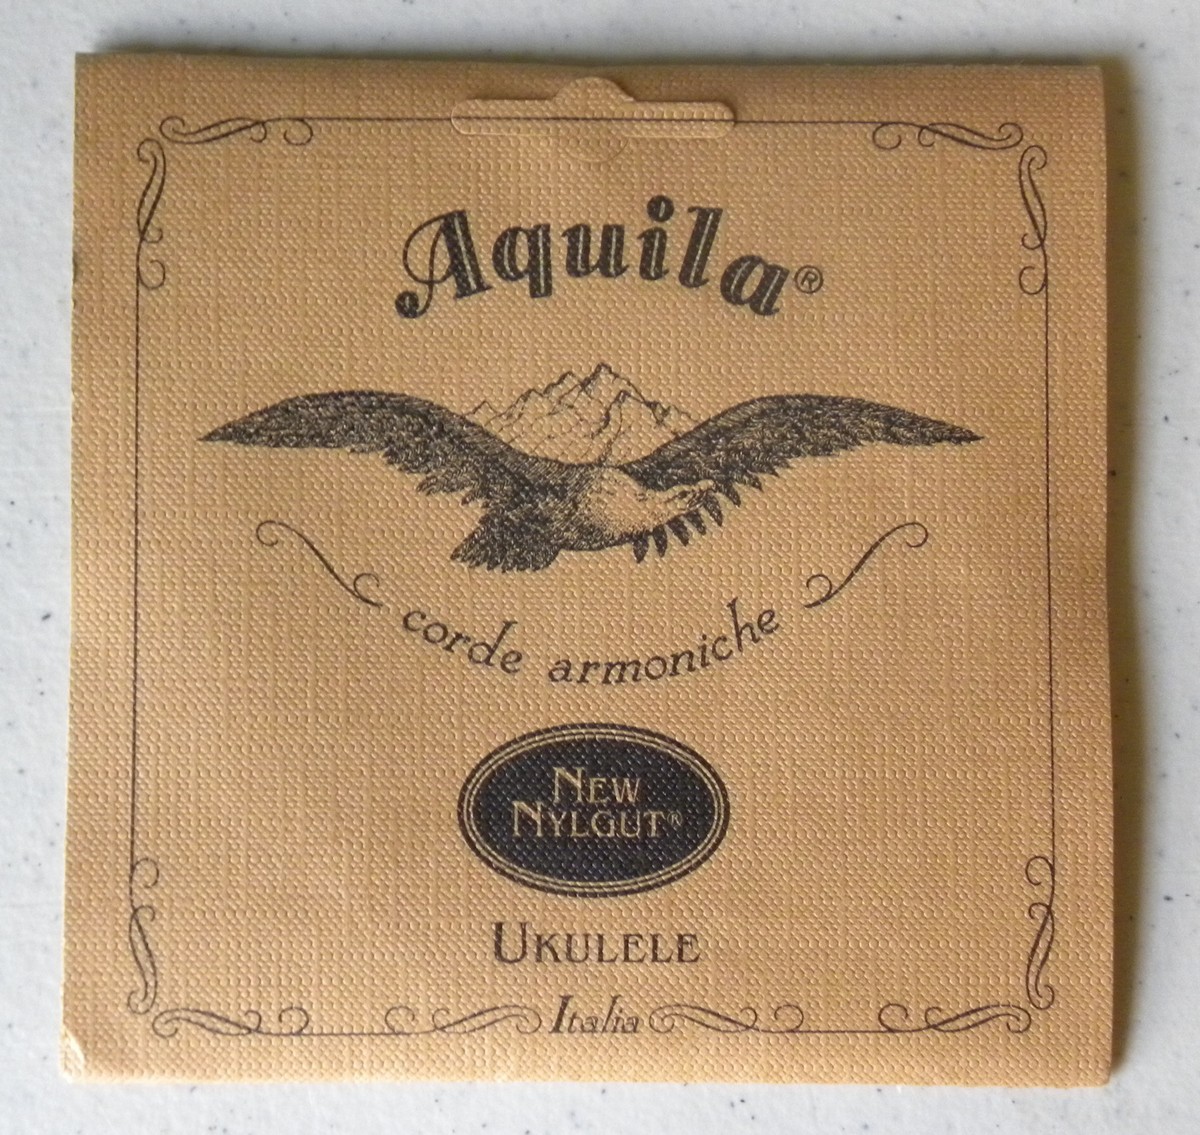 Aquila®
corde armoniche
NEW
NYLGUT®
UKULELE
Italia